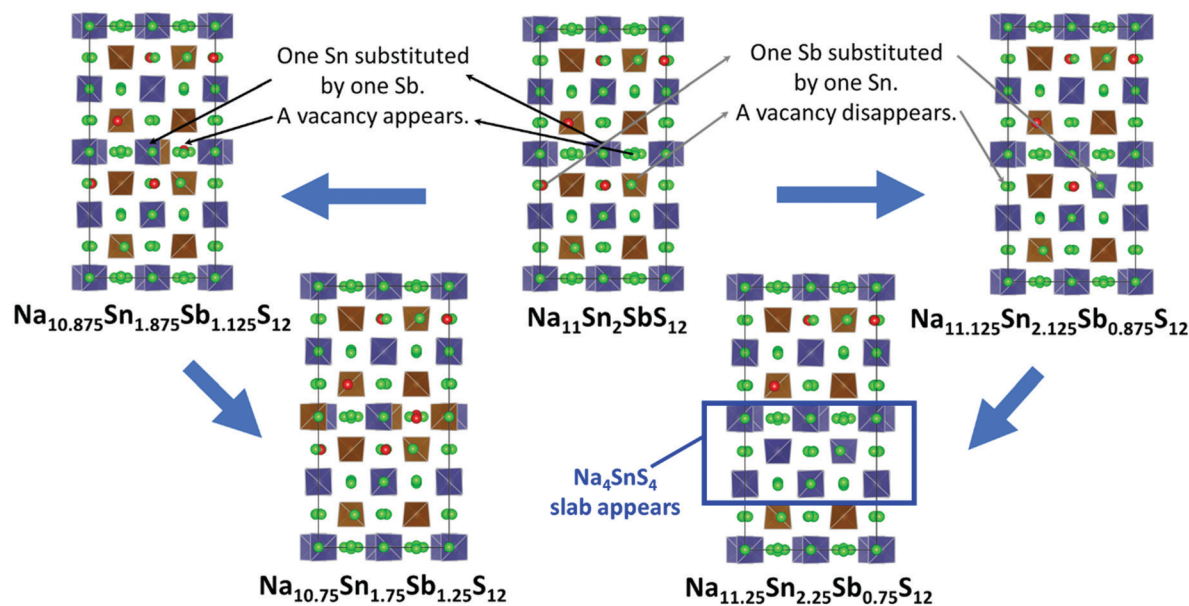 One Sn substituted
by one Sb.
A vacancy appears.
One Sb substituted
by one Sn.
A vacancy disappears.
Na10.875Sn1.875Sb1.125S12
Na11Sn2SbS12
Na11.125Sn2.125Sb0.875S12
Na4SnS4
slab appears
Na10.75Sn1.75Sb1.25S12
Na11.25Sn2.25Sb0.75S12